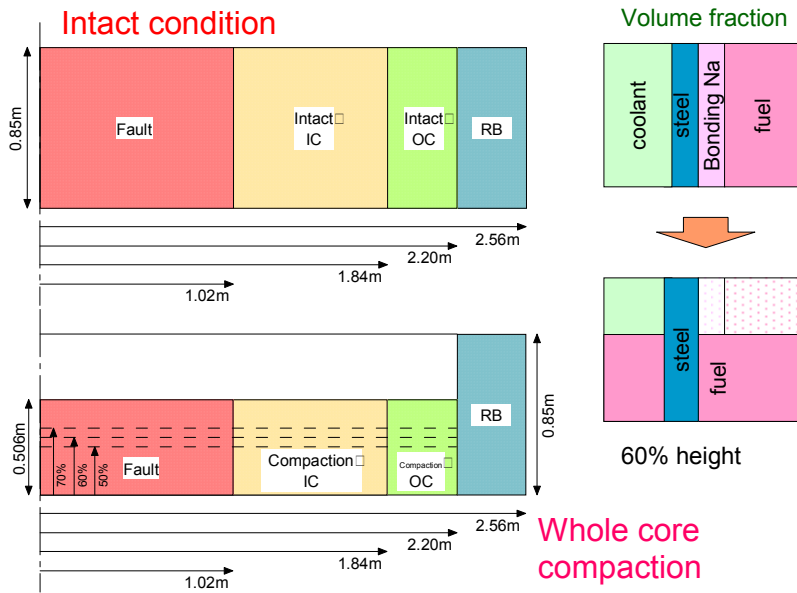 Intact condition
Volume fraction
0.85m
Fault
Intact□
IC
Intact□
OC
RB
coolant
steel
Bonding Na
fuel
2.56m
2.20m
1.84m
1.02m
0.506m
70%
60%
50%
Fault
Compaction□
IC
Compaction□
OC
RB
0.85m
steel
fuel
60% height
2.56m
2.20m
1.84m
1.02m
Whole core
compaction